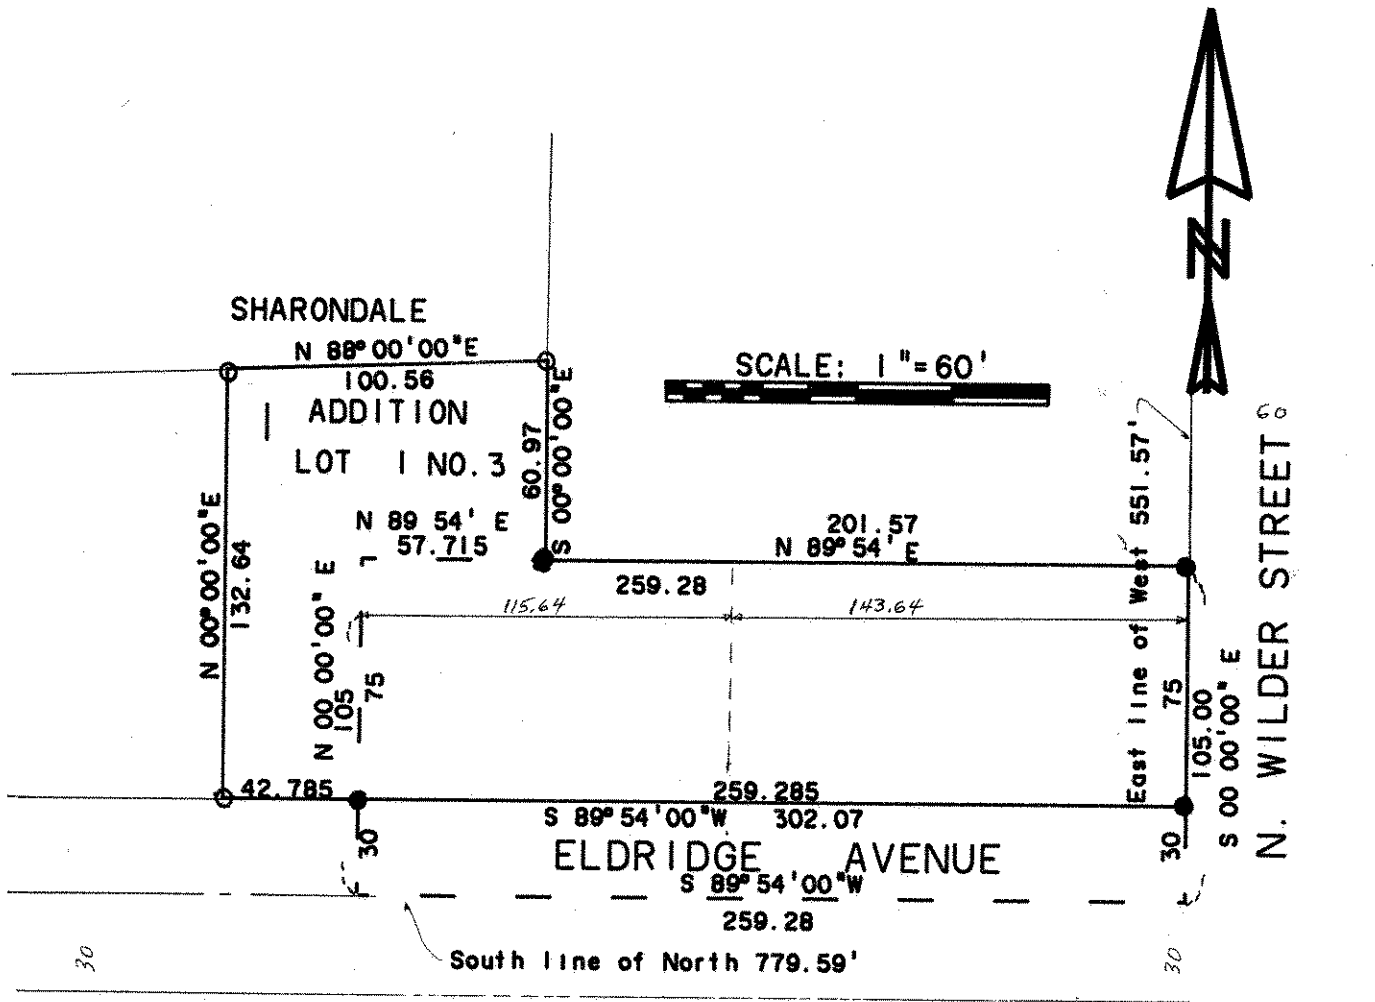 N
SHARONDALE
N 88°00'00"E
100.56
SCALE: 1"=60'
ADDITION
LOT 1 NO. 3
60.97
S 00°00'00"E
60
N. WILDER STREET
East line of West 551.57'
N 89 54' E
57.715
201.57
N 89°54' E
259.28
115.64
143.64
N 00°00'00"E
132.64
N 00 00'00" E
105
75
75
105.00
S 00 00'00" E
42.785
259.285
S 89°54'00"W 302.07
30
30
ELDRIDGE AVENUE
S 89°54'00"W
259.28
South line of North 779.59'
30
30